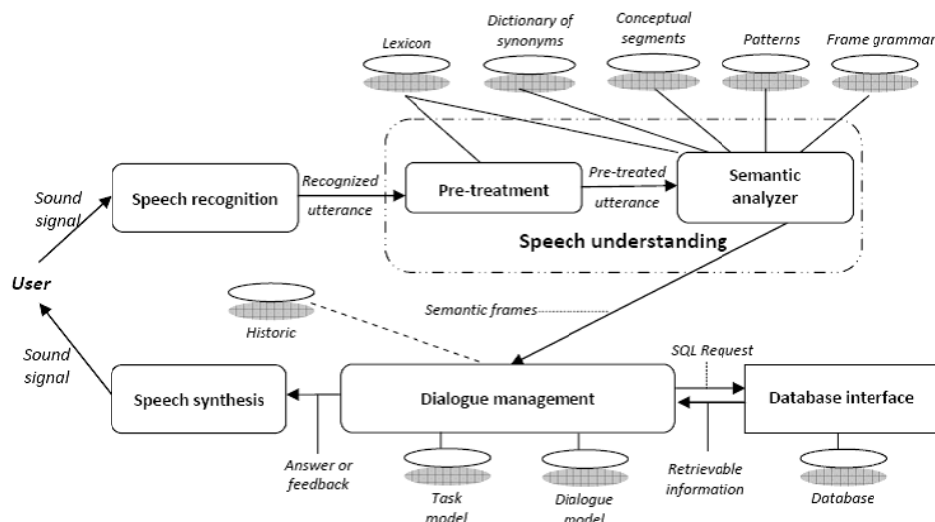 Lexicon
Dictionary of
synonyms
Conceptual
segments
Patterns
Frame grammar
Sound
signal
Speech recognition
Recognized
utterance
Pre-treatment
Pre-treated
utterance
Semantic
analyzer
Speech understanding
User
Historic
Semantic frames
Sound
signal
Speech synthesis
Answer or
feedback
Dialogue management
SQL Request
Database interface
Retrievable
information
Task
model
Dialogue
model
Database